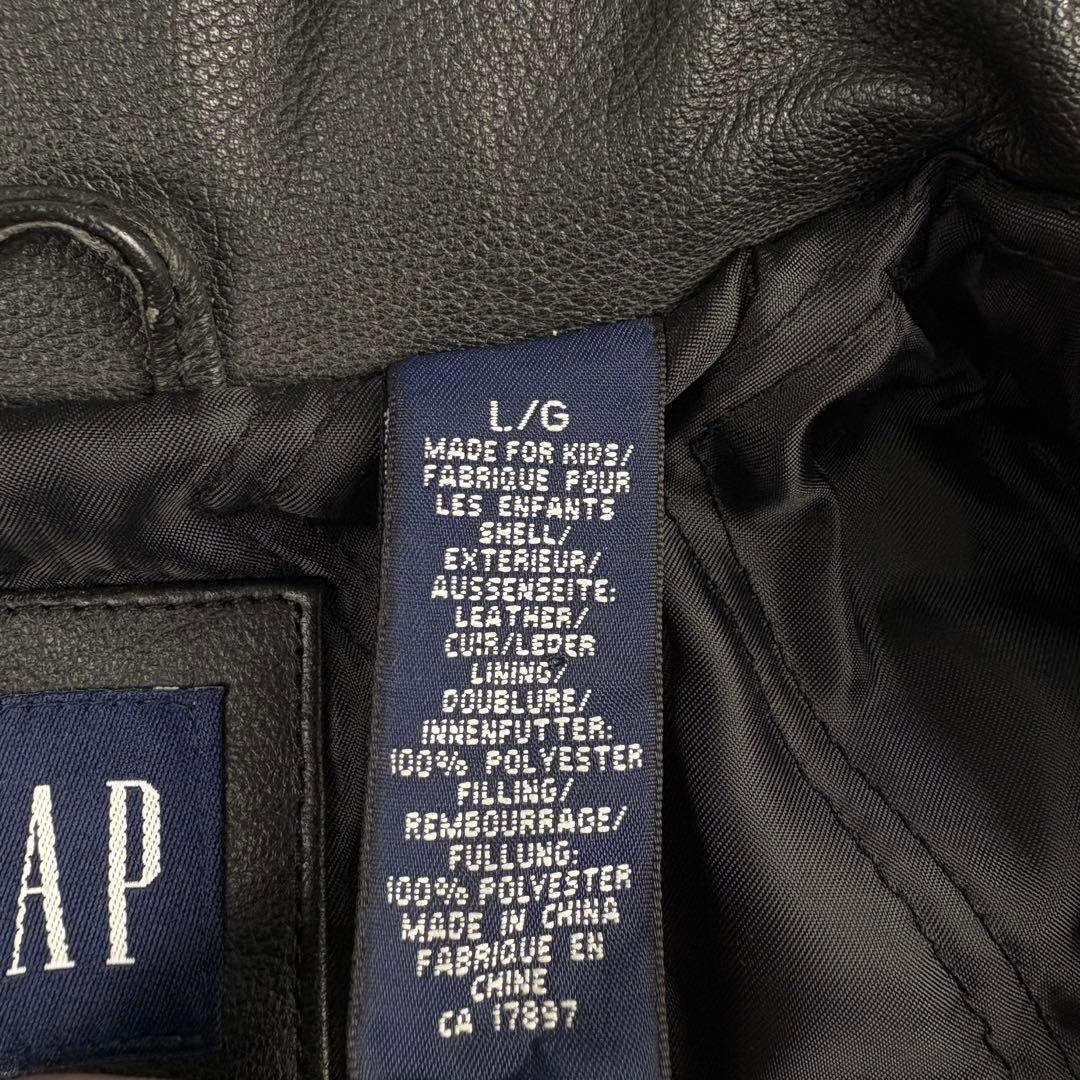 L/G
MADE FOR KIDS/
FABRIQUE POUR
LES ENFANTS
SHELL/
EXTERIEUR/
AUSSENSEITE:
LEATHER/
CUIR/LEDER
LINING/
DOUBLURE/
INNENFUTTER:
100% POLYESTER
FILLING/
REMBOURRAGE/
FULLUNG:
100% POLYESTER
MADE IN CHINA
FABRIQUE EN
CHINE
CA 17897
AP